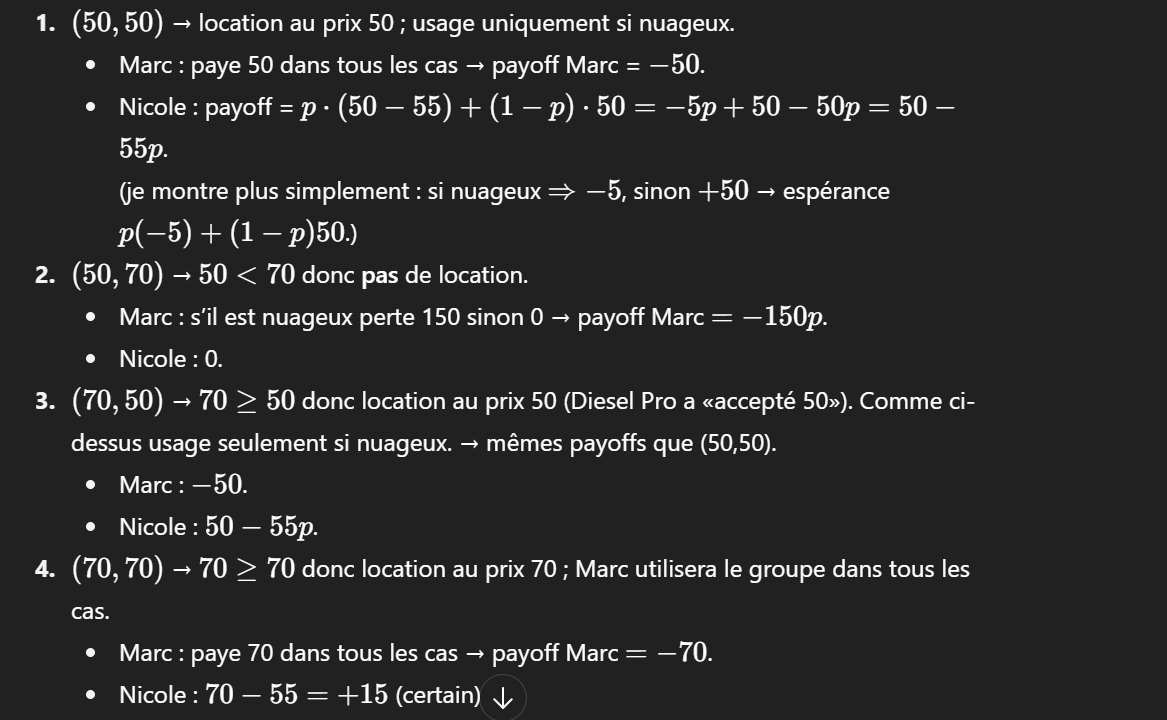 1. (50, 50) → location au prix 50 ; usage uniquement si nuageux.
• Marc : paye 50 dans tous les cas → payoff Marc = −50.
• Nicole : payoff = p · (50 − 55) + (1 − p) · 50 = −5p + 50 − 50p = 50 −
55p.
(je montre plus simplement : si nuageux ⇒ −5, sinon +50 → espérance
p(−5) + (1 − p)50.)
2. (50, 70) → 50 < 70 donc pas de location.
• Marc : s’il est nuageux perte 150 sinon 0 → payoff Marc = −150p.
• Nicole : 0.
3. (70, 50) → 70 ≥ 50 donc location au prix 50 (Diesel Pro a «accepté 50»). Comme ci-
dessus usage seulement si nuageux. → mêmes payoffs que (50,50).
• Marc : −50.
• Nicole : 50 − 55p.
4. (70, 70) → 70 ≥ 70 donc location au prix 70 ; Marc utilisera le groupe dans tous les
cas.
• Marc : paye 70 dans tous les cas → payoff Marc = −70.
• Nicole : 70 − 55 = +15 (certain)